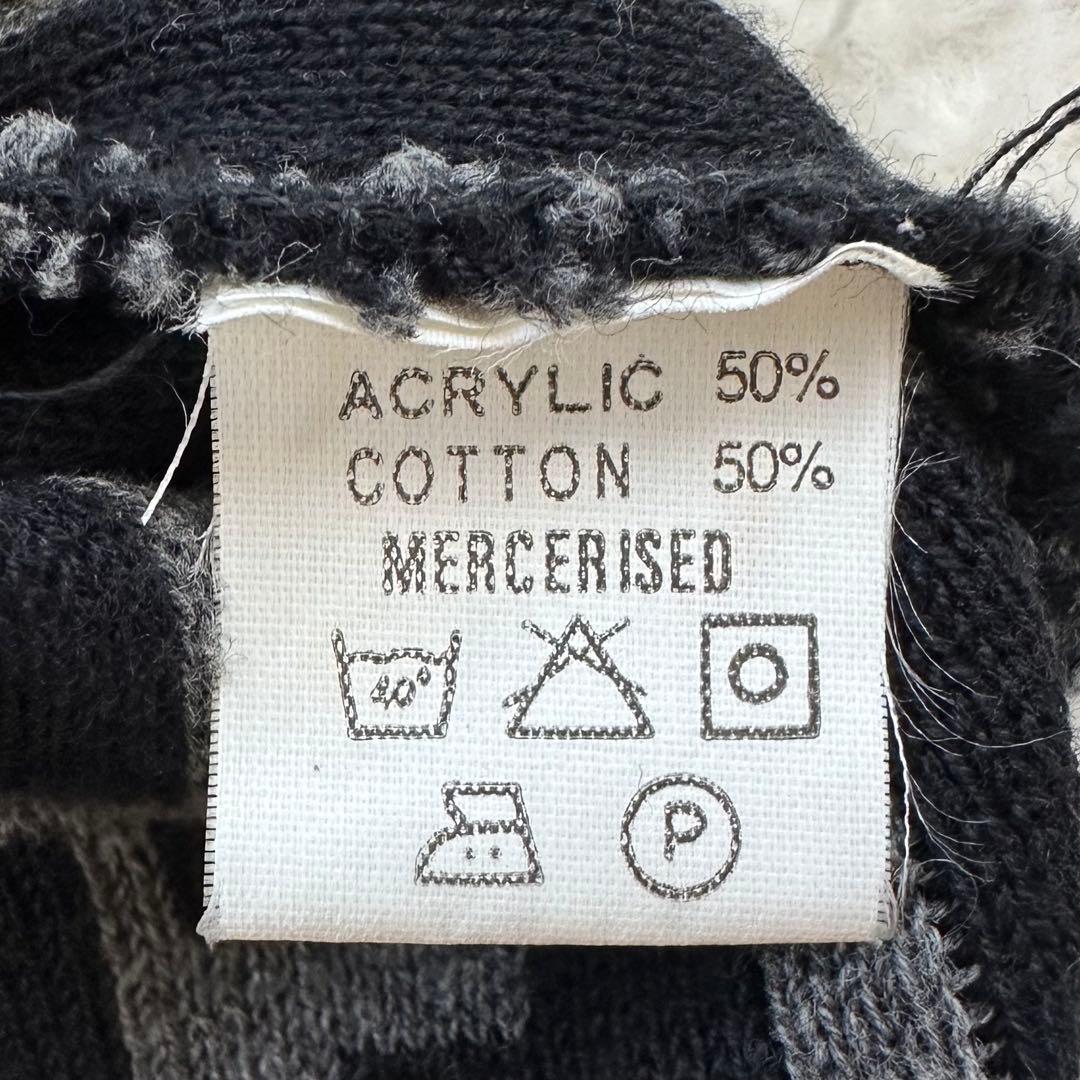 ACRYLIC 50%
COTTON 50%
MERCERISED
40°
P